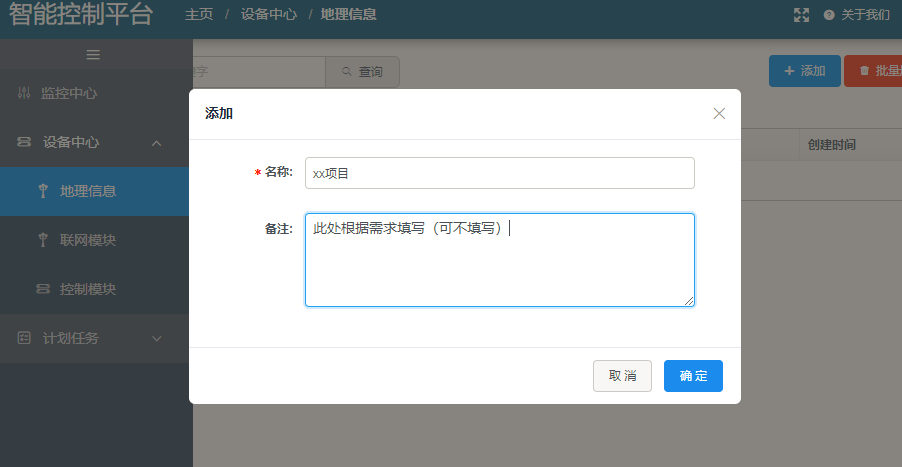 智能控制平台
主页 / 设备中心 / 地理信息
关于我们
监控中心
设备中心
地理信息
联网模块
控制模块
计划任务
字
查询
+ 添加
批量
创建时间
添加
* 名称:
xx项目
备注:
此处根据需求填写（可不填写）
取消
确定